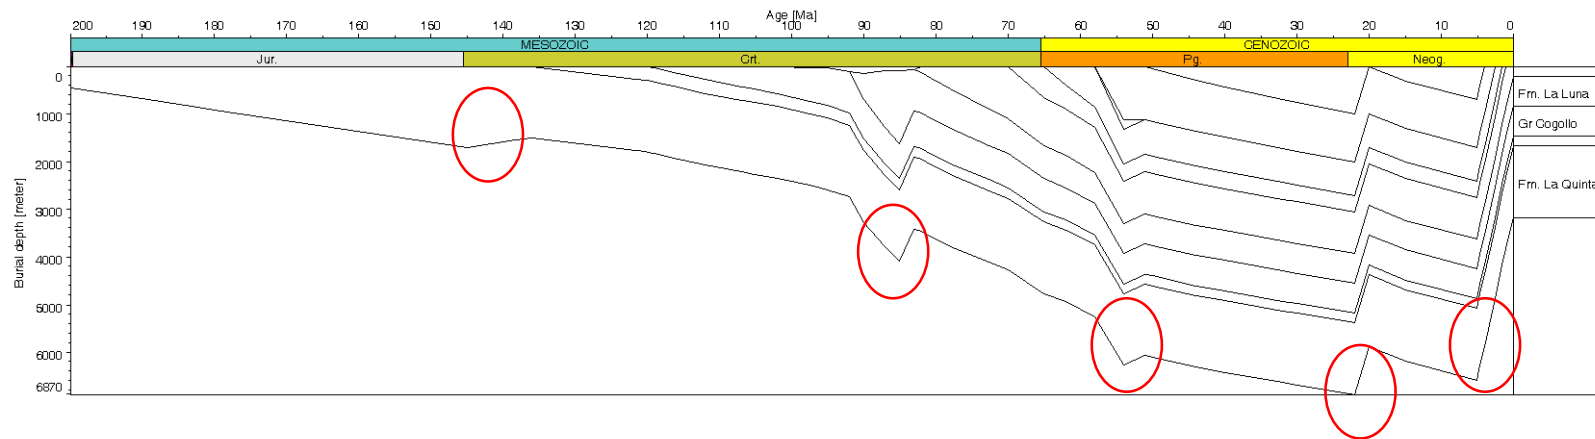 Age [Ma]
200 190 180 170 160 150 140 130 120 110 100 90 80 70 60 50 40 30 20 10 0
MESOZOIC CENOZOIC
Jur. Crt. Pg. Neog.
0
Fm. La Luna
1000
Gr Cogollo
2000
Fm. La Quinta
3000
4000
5000
6000
6870
Burial depth [meter]